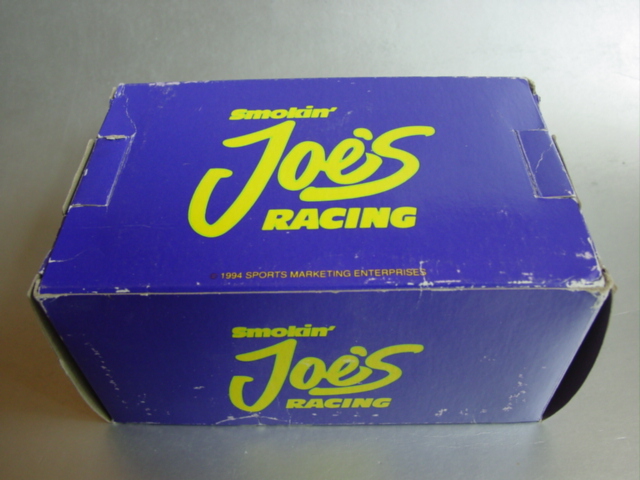 Smokin'
Joe's
RACING
© 1994 SPORTS MARKETING ENTERPRISES
Smokin'
Joe's
RACING